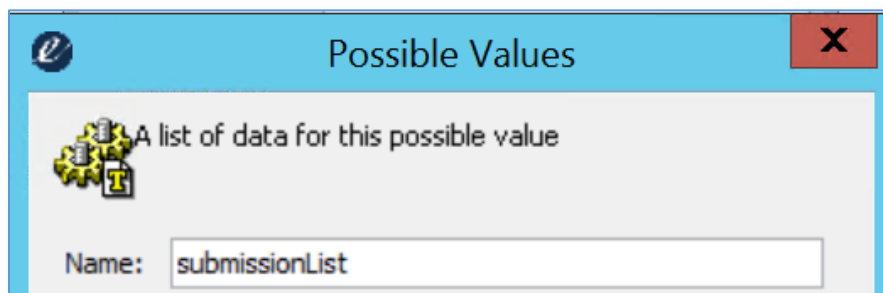 Possible Values
A list of data for this possible value
Name: submissionList